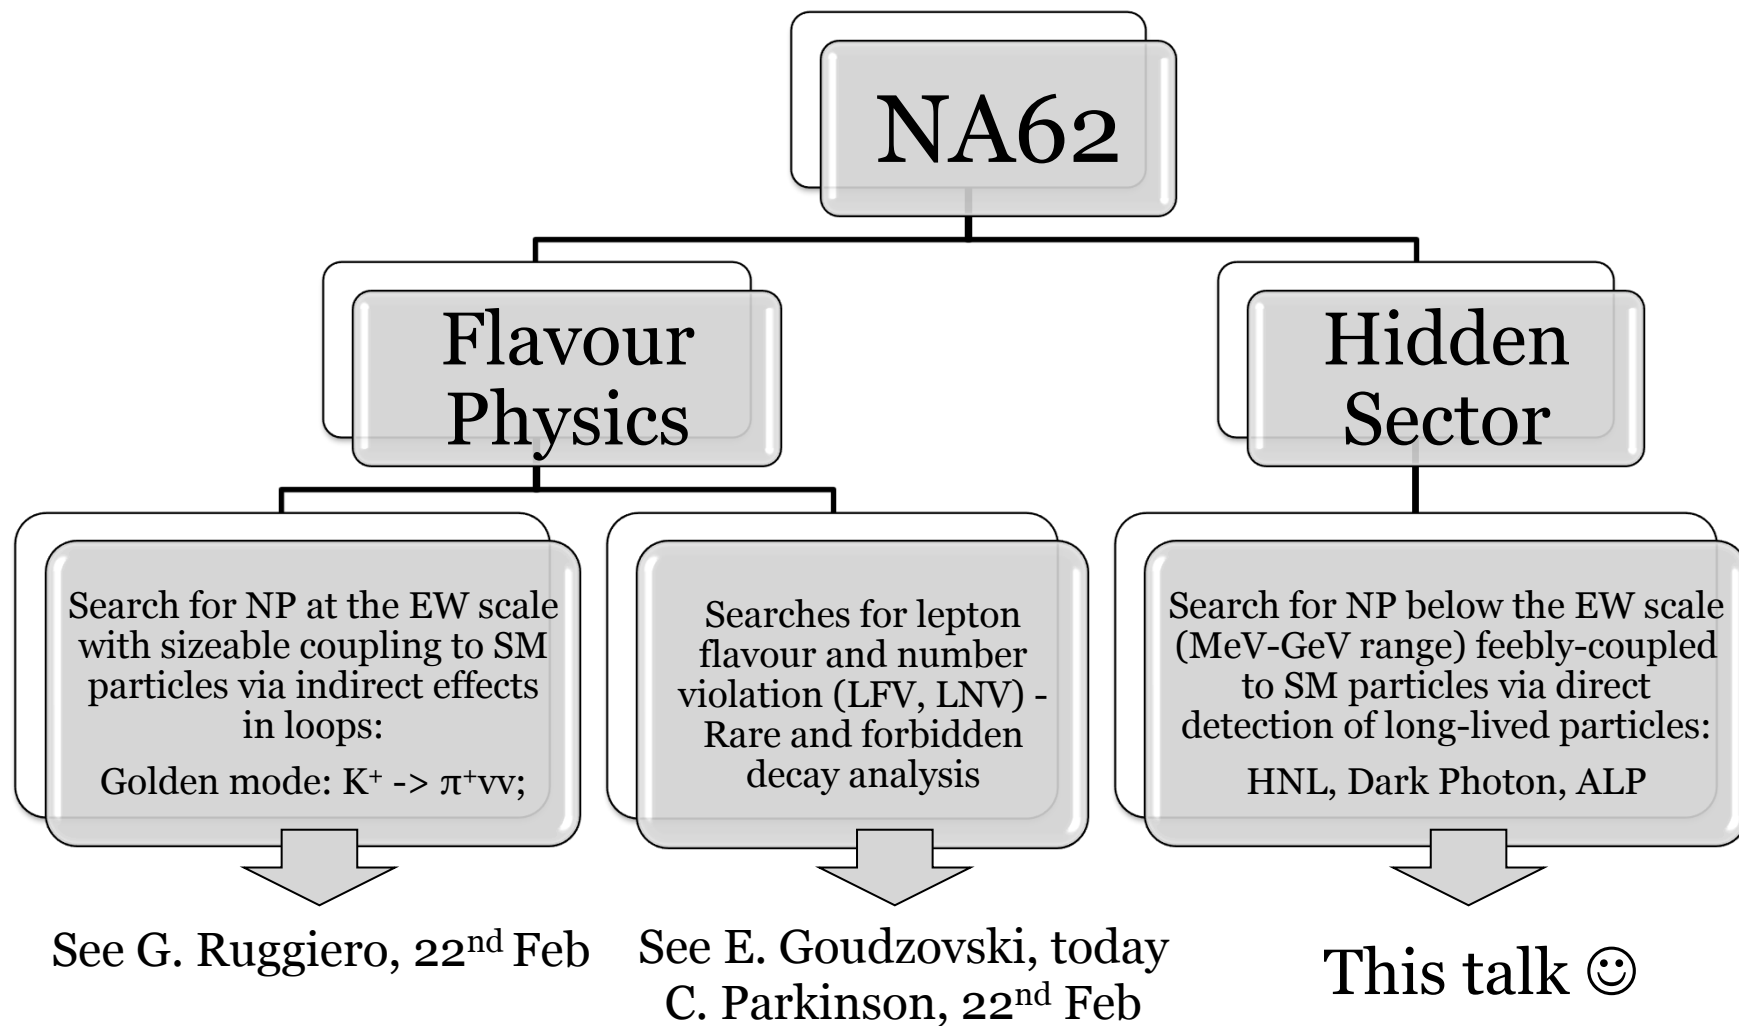 NA62
Flavour
Physics
Hidden
Sector
Search for NP at the EW scale
with sizeable coupling to SM
particles via indirect effects
in loops:
Golden mode: K⁺ -> π⁺νν;
Searches for lepton
flavour and number
violation (LFV, LNV) -
Rare and forbidden
decay analysis
Search for NP below the EW scale
(MeV-GeV range) feebly-coupled
to SM particles via direct
detection of long-lived particles:
HNL, Dark Photon, ALP
See G. Ruggiero, 22ⁿᵈ Feb
See E. Goudzovski, today
C. Parkinson, 22ⁿᵈ Feb
This talk ☺